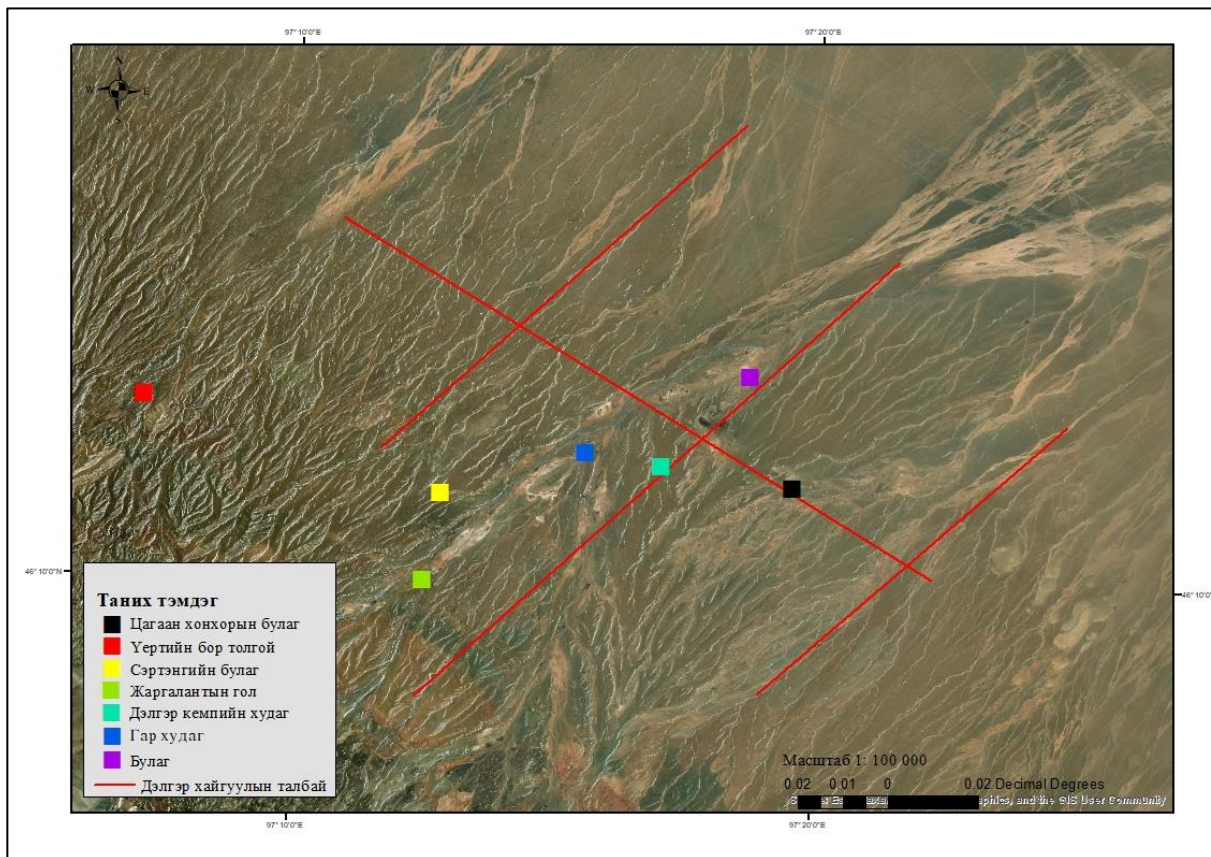 97° 10'0"E
97° 20'0"E
N
W
E
S
46° 10'0"N
46° 10'0"
Таних тэмдэг
Цагаан хонхорын булаг
Үертийн бор толгой
Сэртэнгийн булаг
Жаргалантын гол
Дэлгэр кемпийн худаг
Гар худаг
Булаг
Дэлгэр хайгуулын талбай
Масштаб 1: 100 000
0.02 0.01 0 0.02 Decimal Degrees
and the GIS User Community
97° 10'0"E
97° 20'0"E